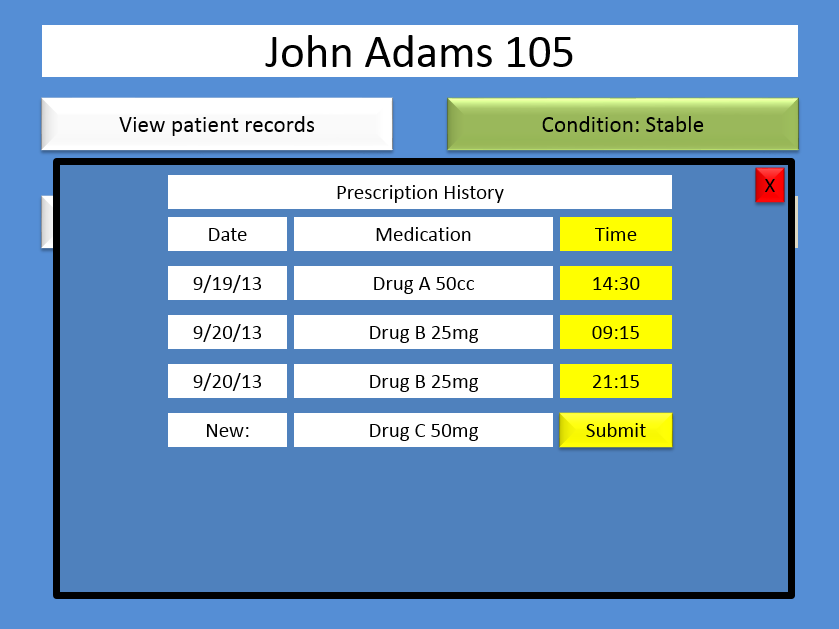 John Adams 105
View patient records
Condition: Stable
Prescription History
X
Date Medication Time
9/19/13 Drug A 50cc 14:30
9/20/13 Drug B 25mg 09:15
9/20/13 Drug B 25mg 21:15
New: Drug C 50mg Submit